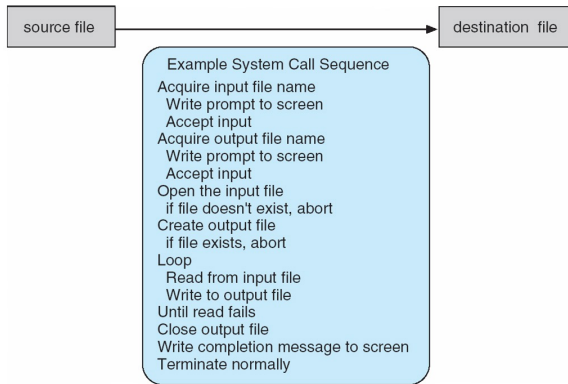 source file
destination file
Example System Call Sequence
Acquire input file name
Write prompt to screen
Accept input
Acquire output file name
Write prompt to screen
Accept input
Open the input file
if file doesn't exist, abort
Create output file
if file exists, abort
Loop
Read from input file
Write to output file
Until read fails
Close output file
Write completion message to screen
Terminate normally